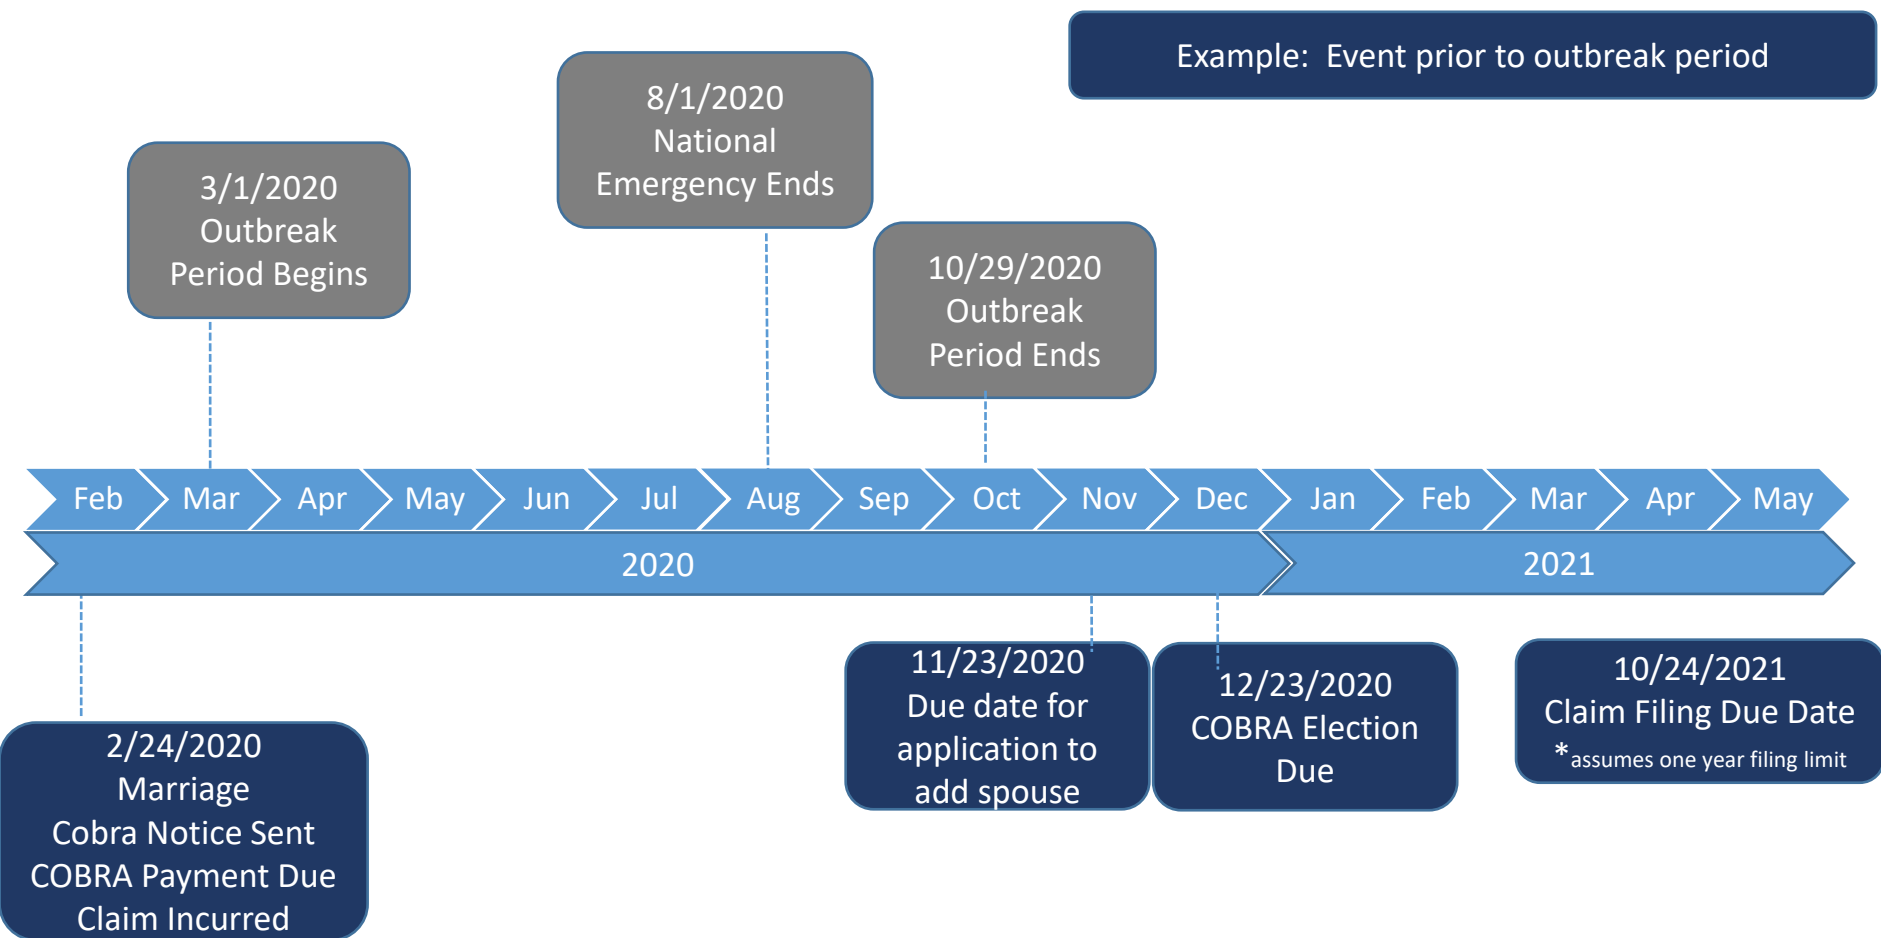 Example: Event prior to outbreak period
8/1/2020
National
Emergency Ends
3/1/2020
Outbreak
Period Begins
10/29/2020
Outbreak
Period Ends
Feb Mar Apr May Jun Jul Aug Sep Oct Nov Dec Jan Feb Mar Apr May
2020 2021
2/24/2020
Marriage
Cobra Notice Sent
COBRA Payment Due
Claim Incurred
11/23/2020
Due date for
application to
add spouse
12/23/2020
COBRA Election
Due
10/24/2021
Claim Filing Due Date
*assumes one year filing limit